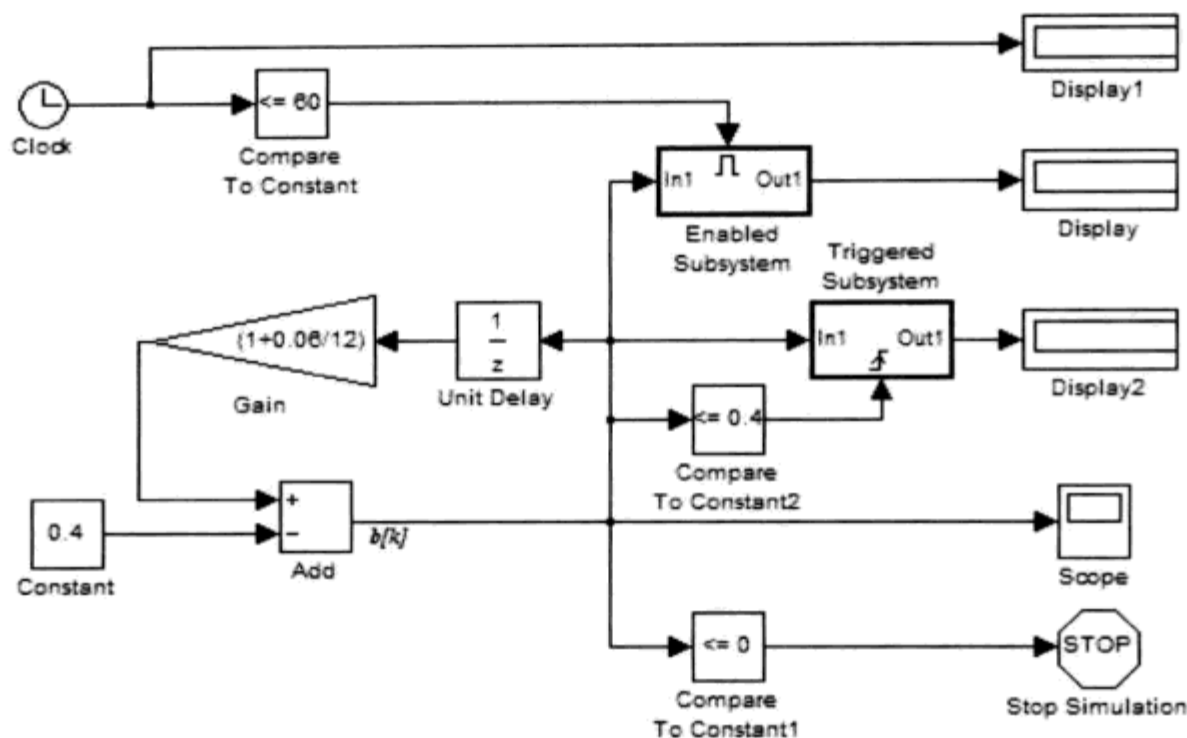 Display1
Clock
<= 60
Compare
To Constant
In1
Out1
Enabled
Subsystem
Display
Triggered
Subsystem
(1+0.06/12)
Gain
1
z
Unit Delay
In1
Out1
Display2
<= 0.4
Compare
To Constant2
0.4
Constant
+
−
Add
b[k]
Scope
<= 0
Compare
To Constant1
STOP
Stop Simulation